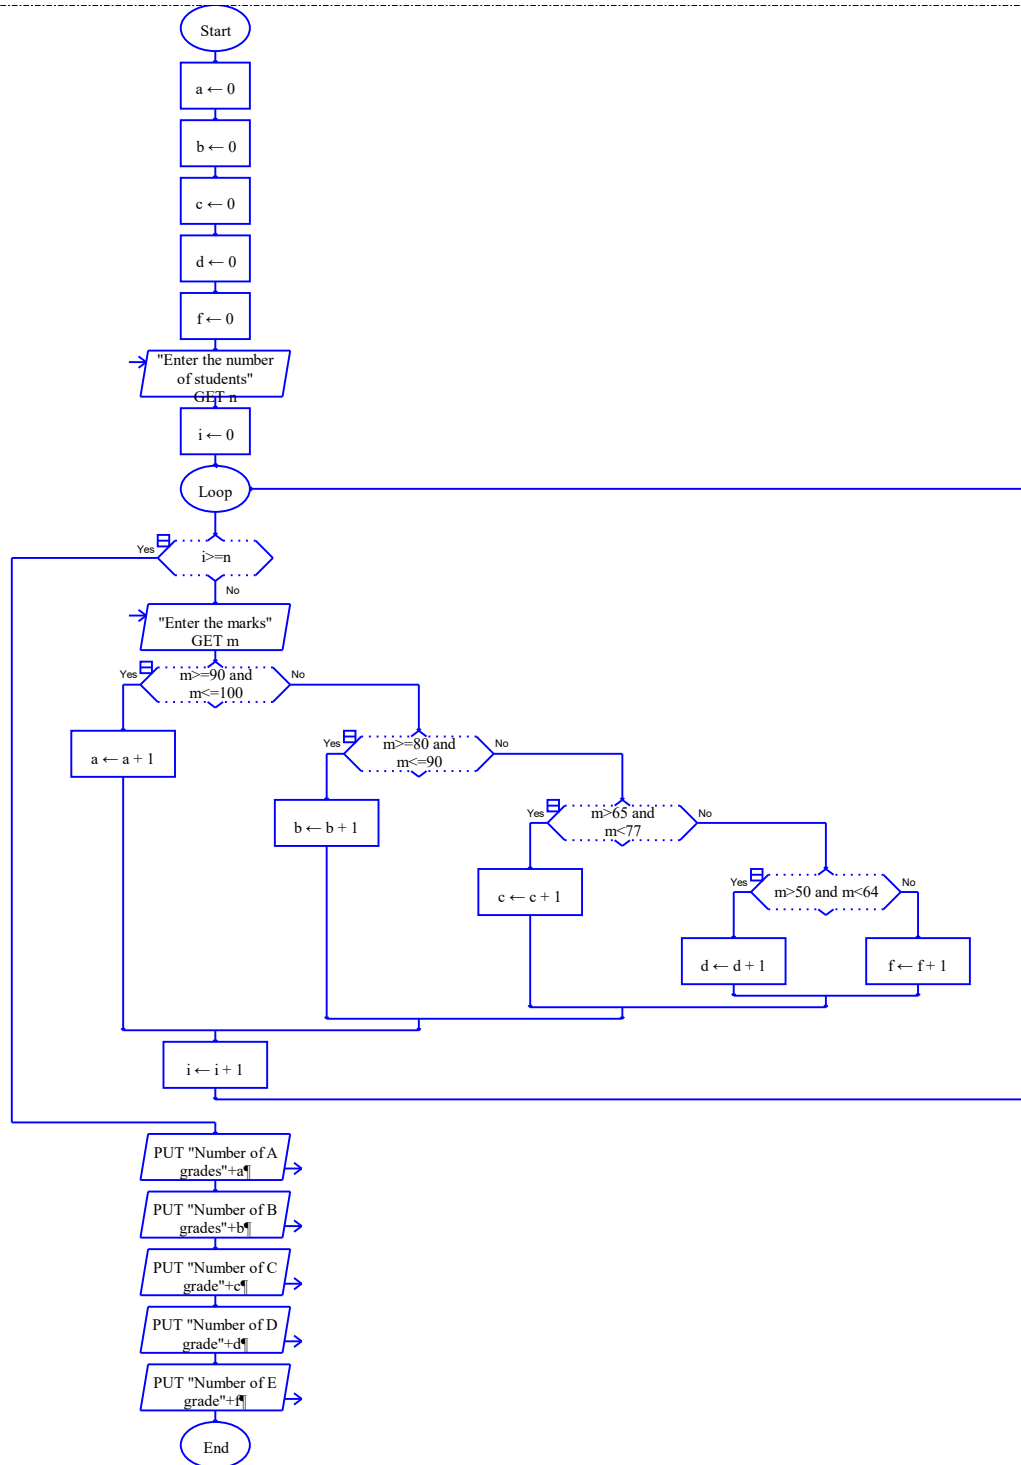 Start
a ← 0
b ← 0
c ← 0
d ← 0
f ← 0
"Enter the number
of students"
GET n
i ← 0
Loop
Yes
i>=n
No
"Enter the marks"
GET m
Yes
m>=90 and
m<=100
No
a ← a + 1
Yes
m>=80 and
m<=90
No
b ← b + 1
Yes
m>65 and
m<77
No
c ← c + 1
Yes
m>50 and m<64
No
d ← d + 1
f ← f + 1
i ← i + 1
PUT "Number of A
grades"+a¶
PUT "Number of B
grades"+b¶
PUT "Number of C
grade"+c¶
PUT "Number of D
grade"+d¶
PUT "Number of E
grade"+f¶
End